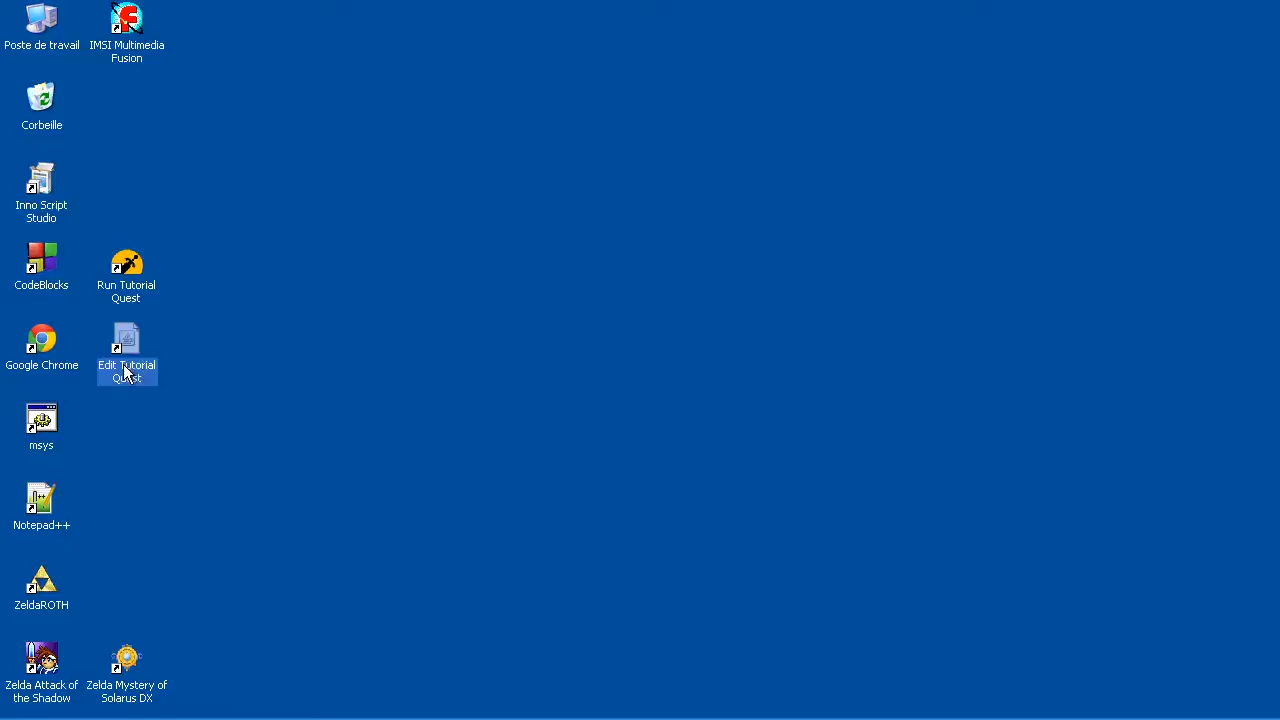 Poste de travail
IMSI Multimedia
Fusion
Corbeille
Inno Script
Studio
CodeBlocks
Run Tutorial
Quest
Google Chrome
Edit Tutorial
Quest
msys
Notepad++
ZeldaROTH
Zelda Attack of
the Shadow
Zelda Mystery of
Solarus DX